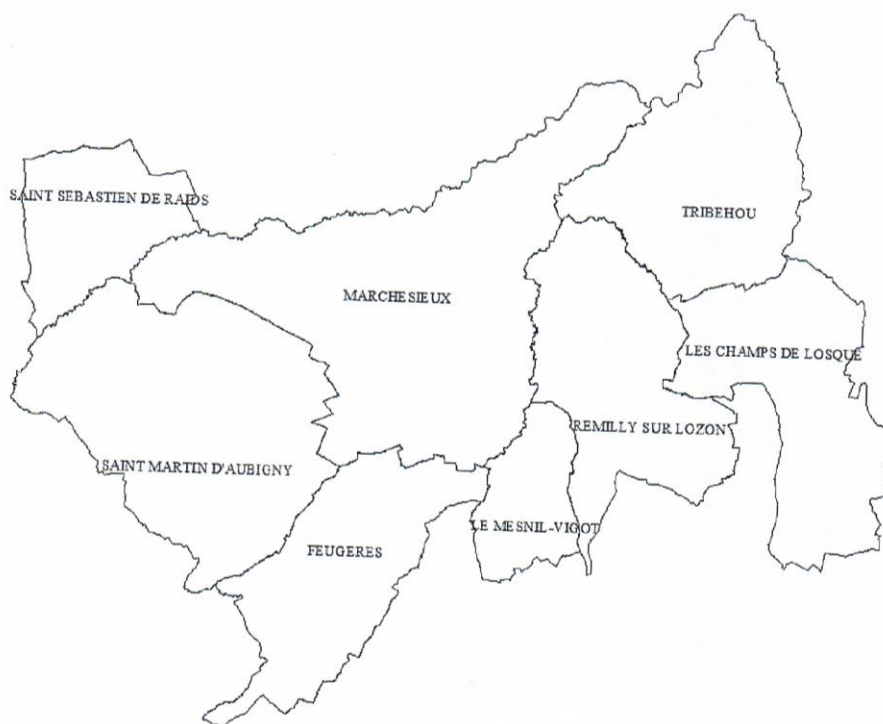 SAINT SEBASTIEN DE RAIDS
TRIBEHOU
MARCHESIEUX
LES CHAMPS DE LOSQUE
REMILLY SUR LOZON
SAINT MARTIN D'AUBIGNY
LE MESNIL-VIGOT
FEUGERES